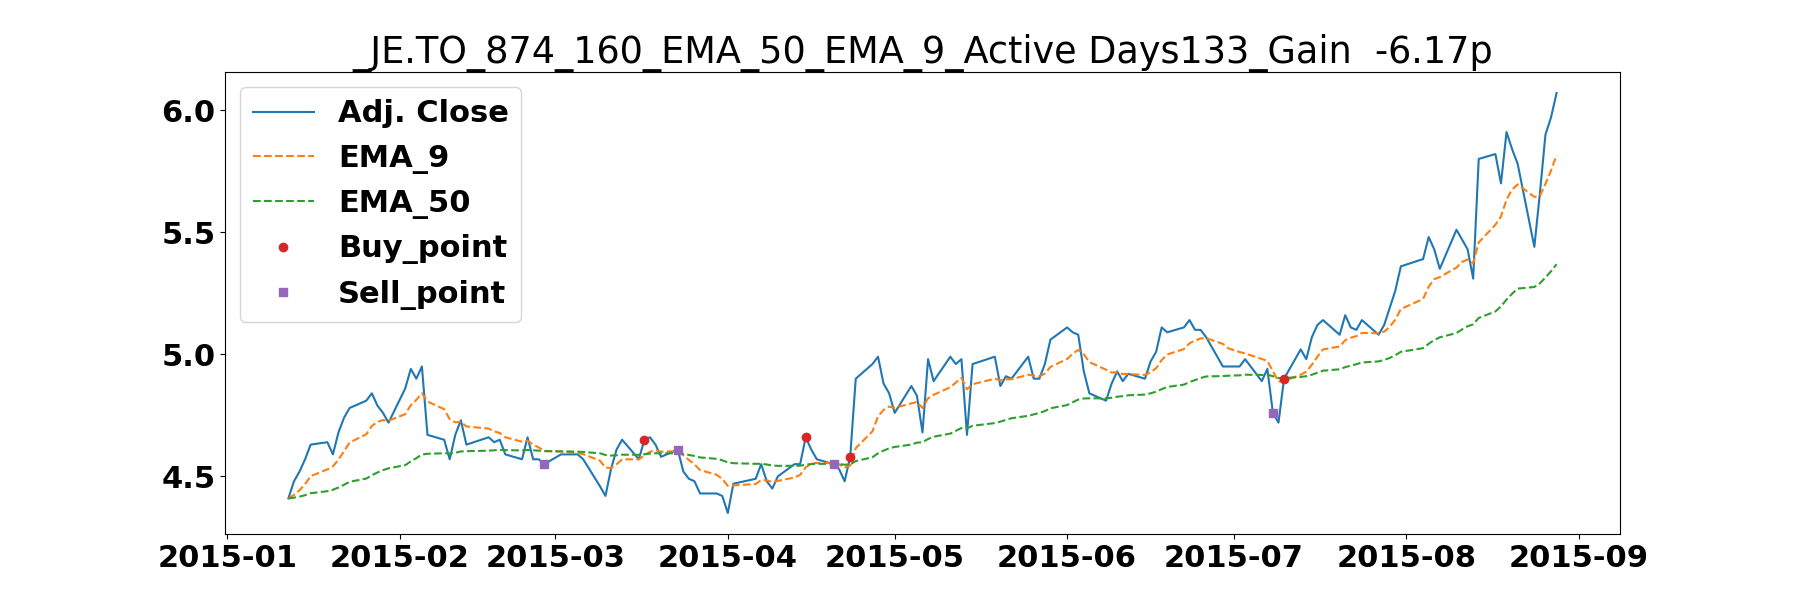 _JE.TO_874_160_EMA_50_EMA_9_Active Days133_Gain  -6.17p
6.0
5.5
5.0
4.5
Adj. Close
EMA_9
EMA_50
Buy_point
Sell_point
2015-01 2015-02 2015-03 2015-04 2015-05 2015-06 2015-07 2015-08 2015-09